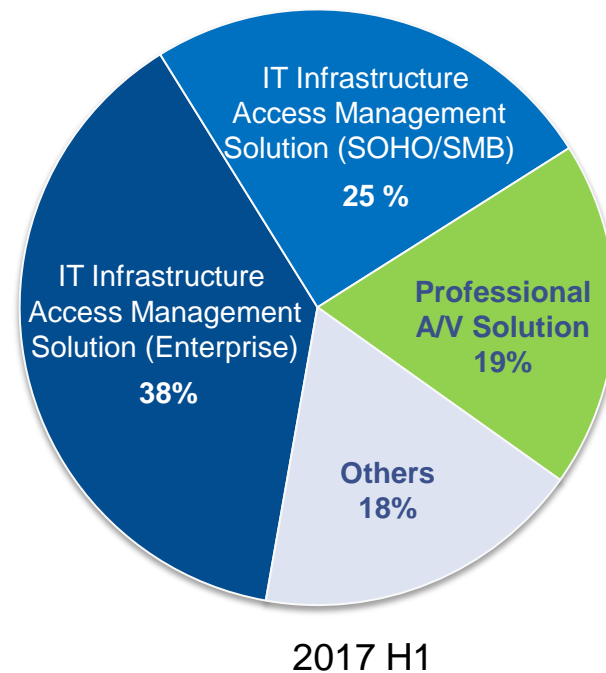 IT Infrastructure
Access Management
Solution (SOHO/SMB)
25 %
IT Infrastructure
Access Management
Solution (Enterprise)
38%
Professional
A/V Solution
19%
Others
18%
2017 H1